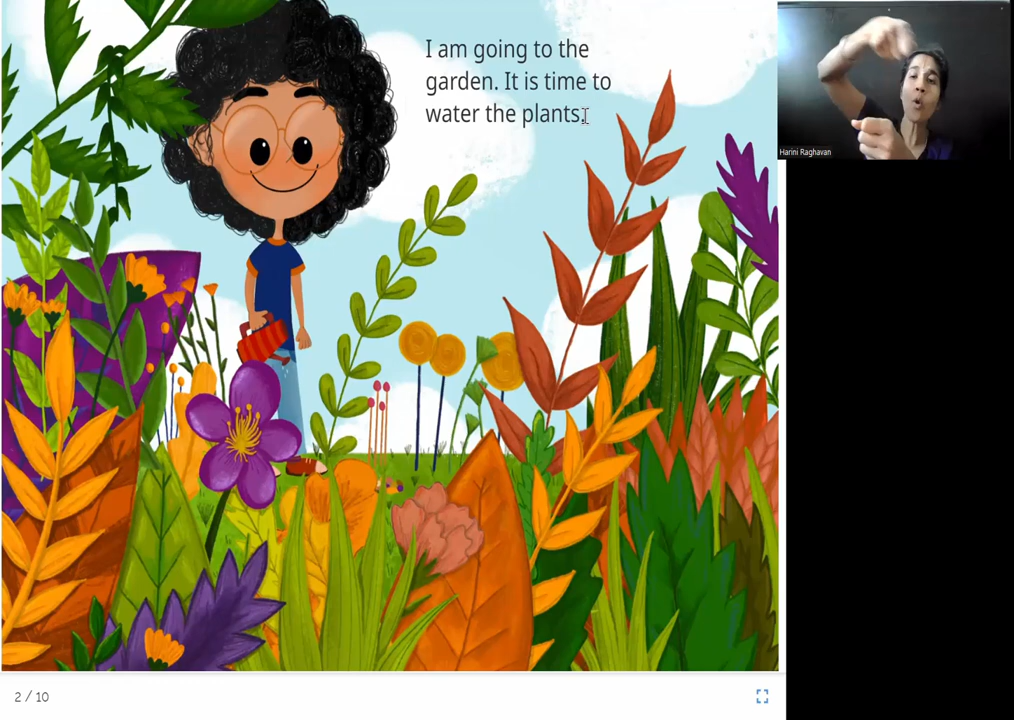 I am going to the
garden. It is time to
water the plants.
Harini Raghavan
2 / 10